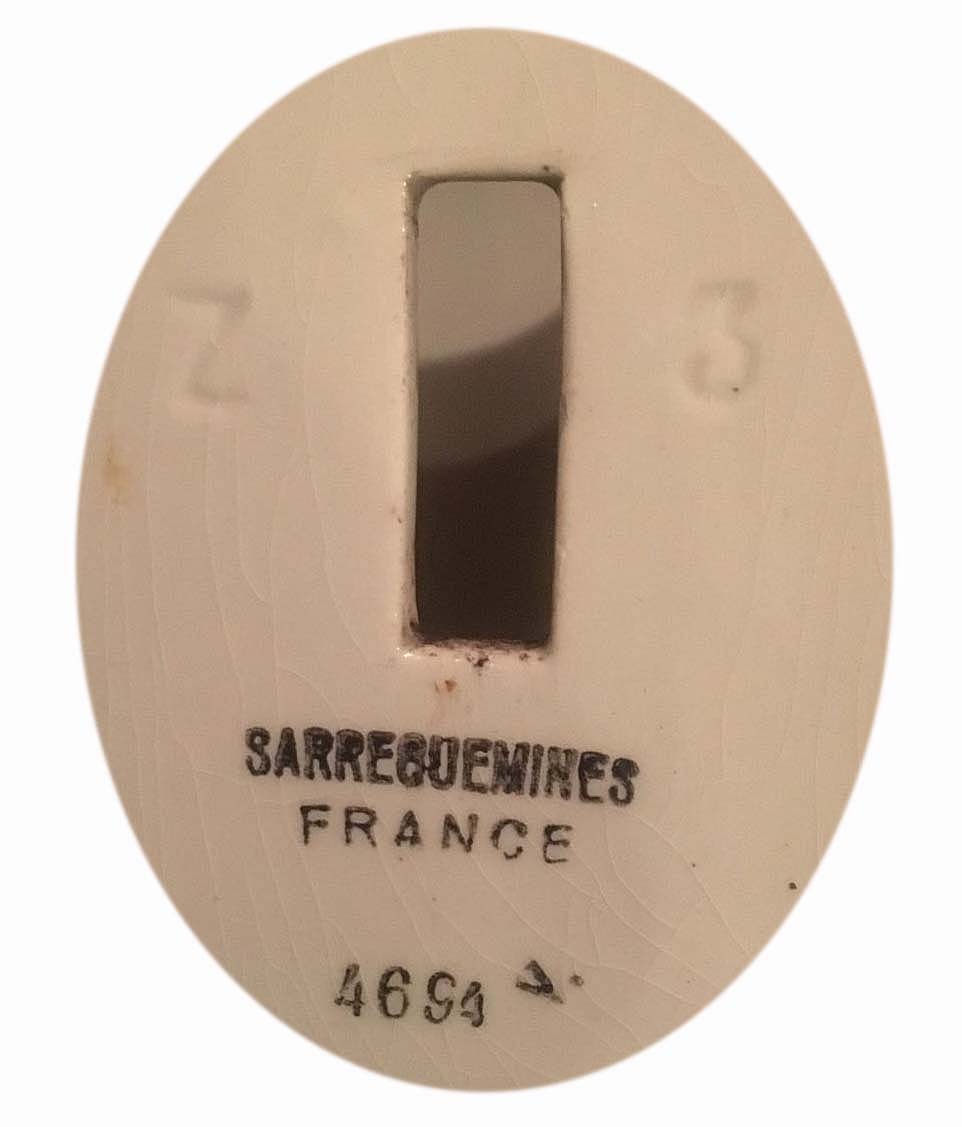 Z 3
SARREGUEMINES
FRANCE
4694 A.